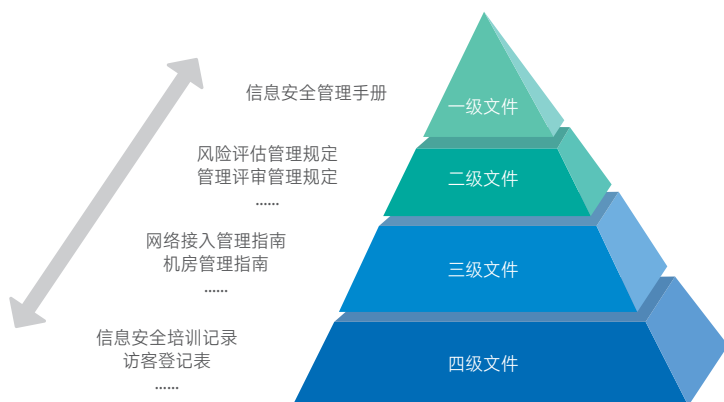 信息安全管理手册
一级文件
风险评估管理规定
管理评审管理规定
......
二级文件
网络接入管理指南
机房管理指南
......
三级文件
信息安全培训记录
访客登记表
......
四级文件